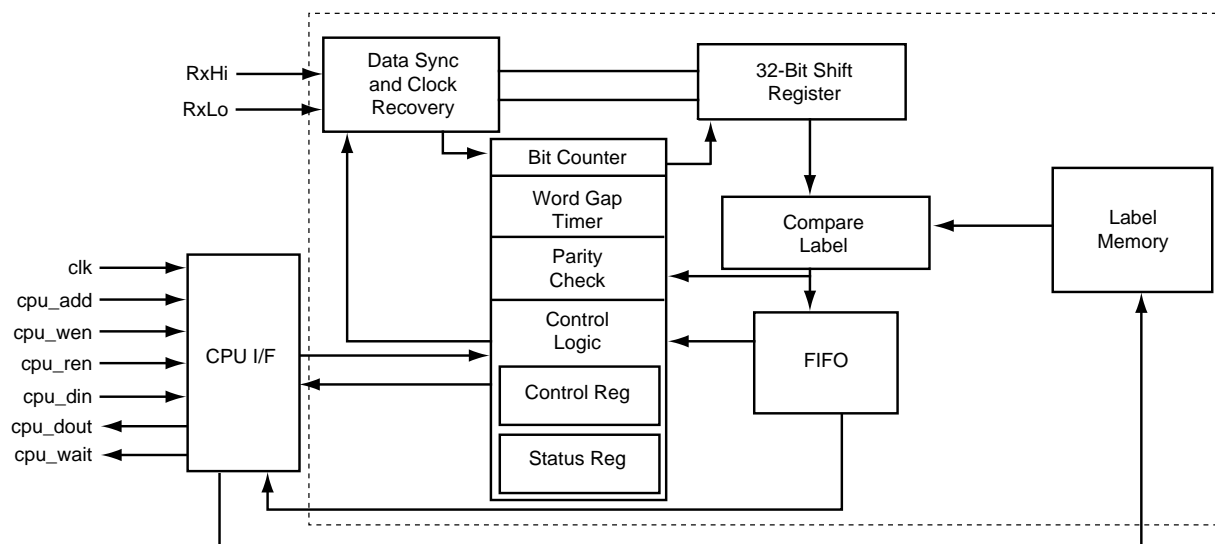 RxHi
RxLo
Data Sync
and Clock
Recovery
32-Bit Shift
Register
Bit Counter
Word Gap
Timer
Parity
Check
Control
Logic
Control Reg
Status Reg
Compare
Label
Label
Memory
FIFO
clk
cpu_add
cpu_wen
cpu_ren
cpu_din
cpu_dout
cpu_wait
CPU I/F